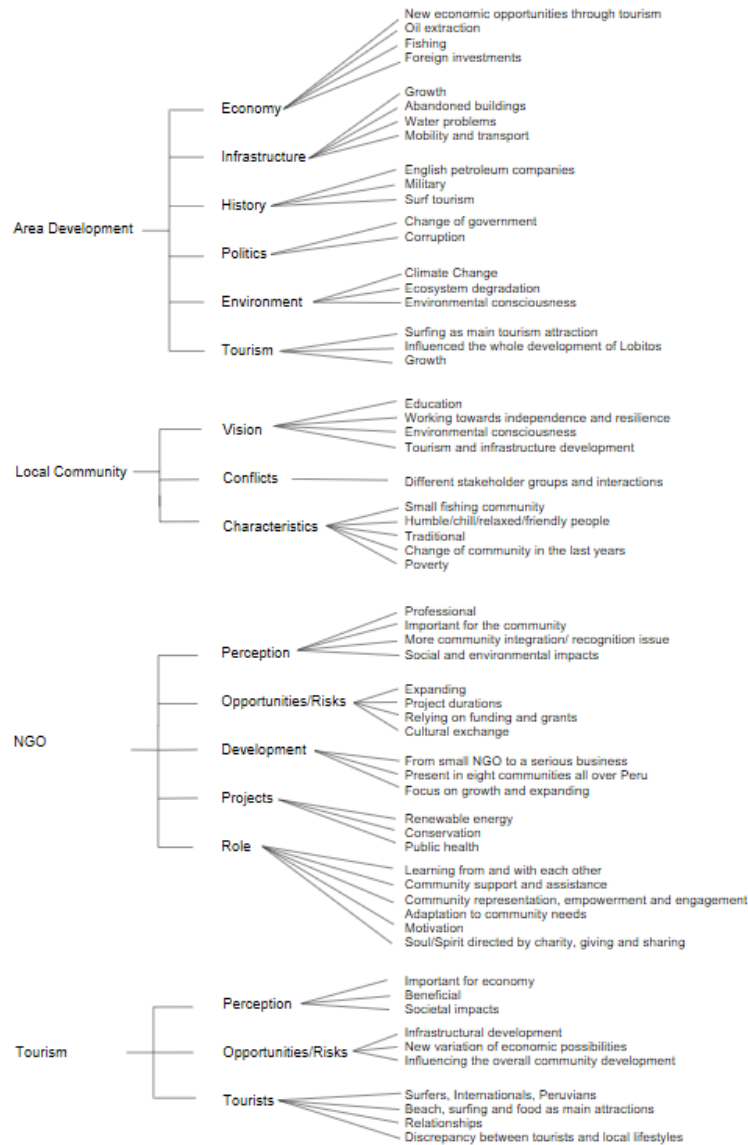 Area Development
Economy
New economic opportunities through tourism
Oil extraction
Fishing
Foreign investments
Infrastructure
Growth
Abandoned buildings
Water problems
Mobility and transport
History
English petroleum companies
Military
Surf tourism
Politics
Change of government
Corruption
Environment
Climate Change
Ecosystem degradation
Environmental consciousness
Tourism
Surfing as main tourism attraction
Influenced the whole development of Lobitos
Growth
Local Community
Vision
Education
Working towards independence and resilience
Environmental consciousness
Tourism and infrastructure development
Conflicts
Different stakeholder groups and interactions
Characteristics
Small fishing community
Humble/chill/relaxed/friendly people
Traditional
Change of community in the last years
Poverty
NGO
Perception
Professional
Important for the community
More community integration/ recognition issue
Social and environmental impacts
Opportunities/Risks
Expanding
Project durations
Relying on funding and grants
Cultural exchange
Development
From small NGO to a serious business
Present in eight communities all over Peru
Focus on growth and expanding
Projects
Renewable energy
Conservation
Public health
Role
Learning from and with each other
Community support and assistance
Community representation, empowerment and engagement
Adaptation to community needs
Motivation
Soul/Spirit directed by charity, giving and sharing
Tourism
Perception
Important for economy
Beneficial
Societal impacts
Opportunities/Risks
Infrastructural development
New variation of economic possibilities
Influencing the overall community development
Tourists
Surfers, Internationals, Peruvians
Beach, surfing and food as main attractions
Relationships
Discrepancy between tourists and local lifestyles